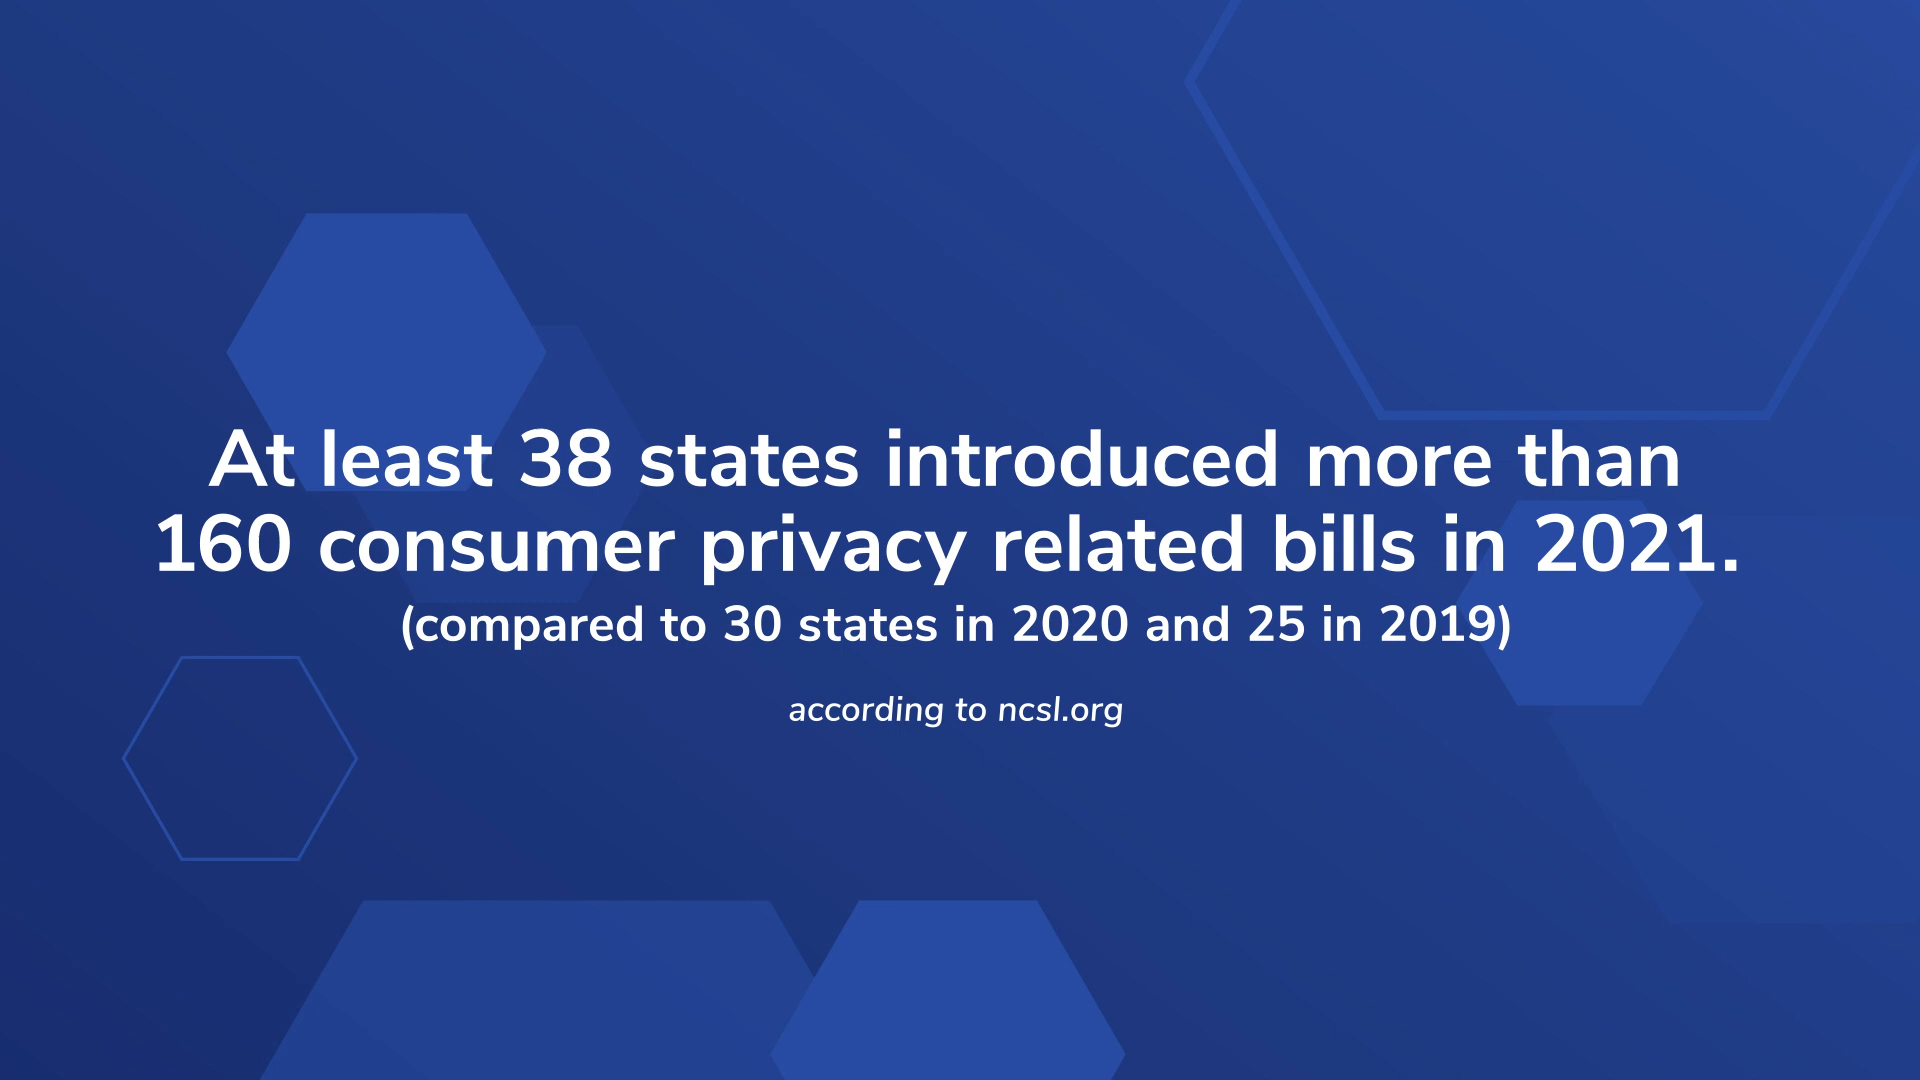 At least 38 states introduced more than
160 consumer privacy related bills in 2021.
(compared to 30 states in 2020 and 25 in 2019)
according to ncsl.org